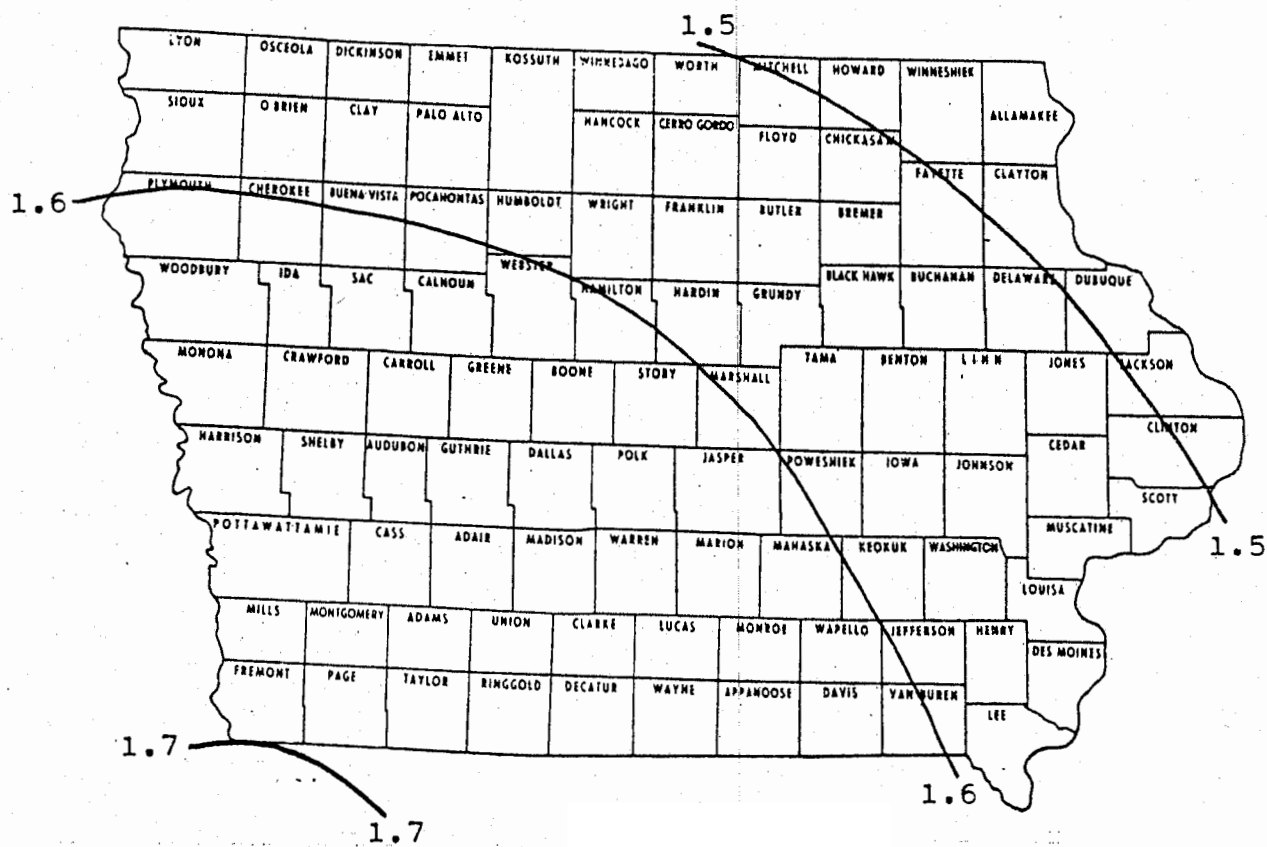 1.5
LYON OSCEOLA DICKINSON EMMET KOSSUTH WINNEBAGO WORTH MITCHELL HOWARD WINNESHIEK
ALLAMAKEE
SIOUX O BRIEN CLAY PALO ALTO HANCOCK CERRO GORDO FLOYD CHICKASAW
FAYETTE CLAYTON
1.6
PLYMOUTH CHEROKEE BUENA VISTA POCAHONTAS HUMBOLDT WRIGHT FRANKLIN BUTLER BREMER
WOODBURY IDA SAC CALHOUN WEBSTER HAMILTON HARDIN GRUNDY BLACK HAWK BUCHANAN DELAWARE DUBUQUE
MONONA CRAWFORD CARROLL GREENE BOONE STORY MARSHALL TAMA BENTON LINN JONES JACKSON
CLINTON
HARRISON SHELBY AUDUBON GUTHRIE DALLAS POLK JASPER POWESHIEK IOWA JOHNSON CEDAR
SCOTT
POTTAWATTAMIE CASS ADAIR MADISON WARREN MARION MAHASKA KEOKUK WASHINGTON MUSCATINE
1.5
LOUISA
MILLS MONTGOMERY ADAMS UNION CLARKE LUCAS MONROE WAPELLO JEFFERSON HENRY
DES MOINES
FREMONT PAGE TAYLOR RINGGOLD DECATUR WAYNE APPANOOSE DAVIS VAN BUREN
LEE
1.7
1.6
1.7